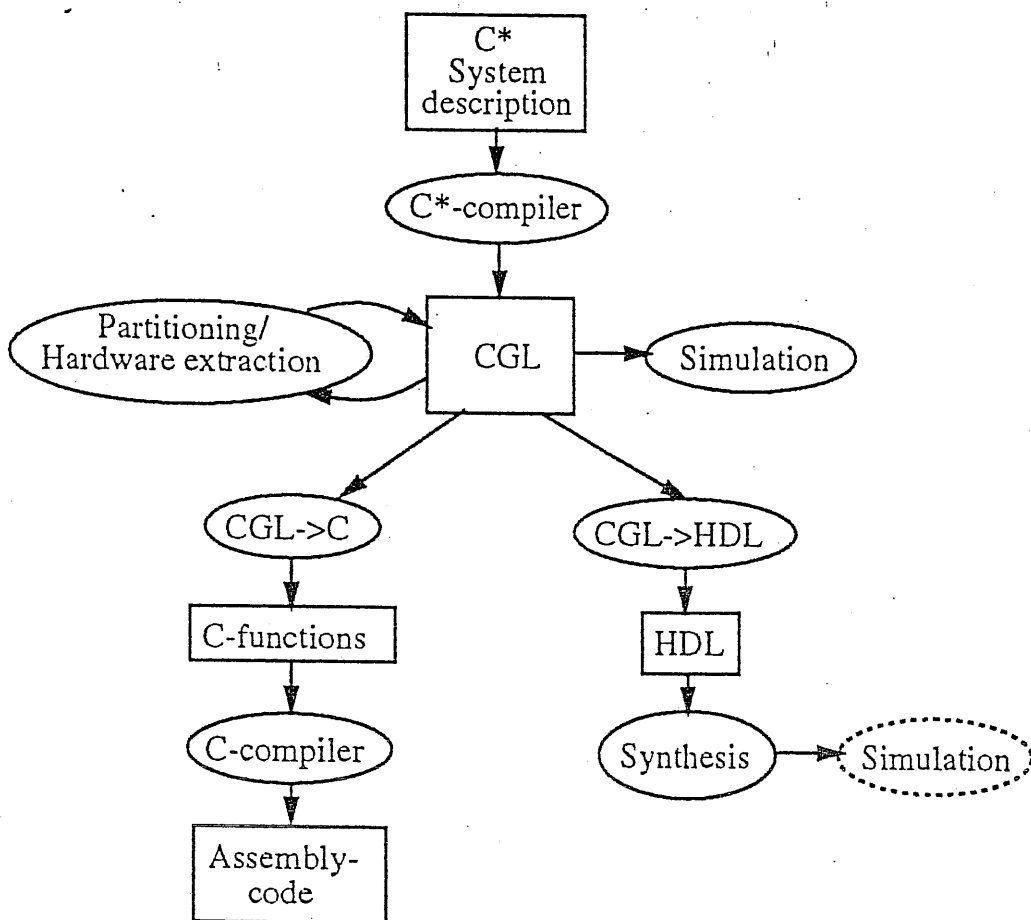 C*
System
description
C*-compiler
Partitioning/
Hardware extraction
CGL
Simulation
CGL->C
CGL->HDL
C-functions
HDL
C-compiler
Synthesis
Simulation
Assembly-
code